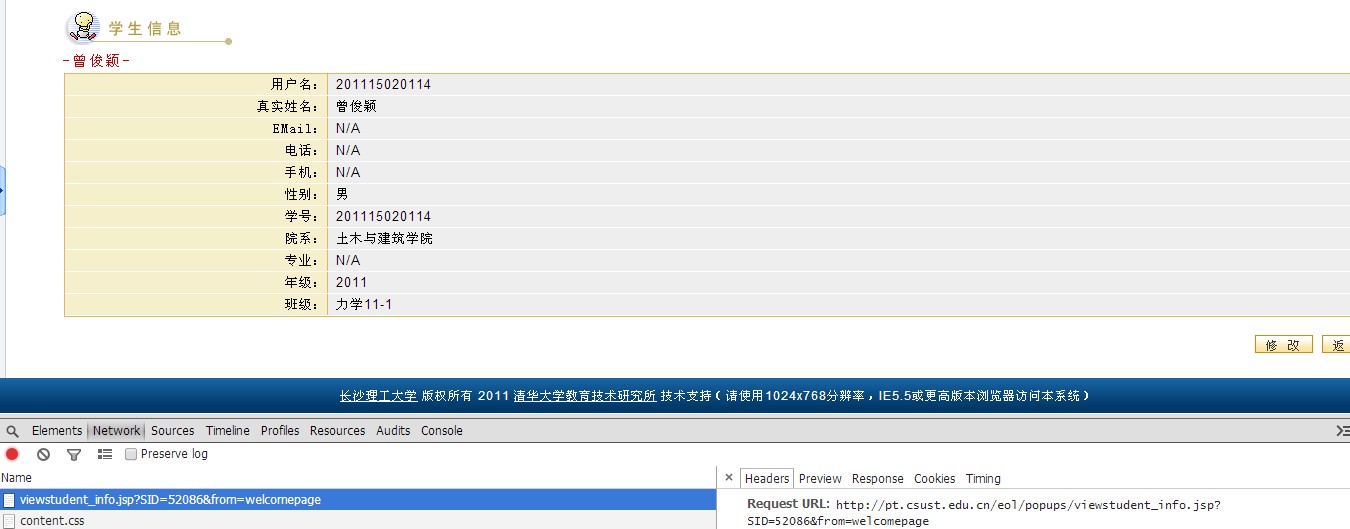 学生信息
-曾俊颖-
用户名： 201115020114
真实姓名： 曾俊颖
EMail： N/A
电话： N/A
手机： N/A
性别： 男
学号： 201115020114
院系： 土木与建筑学院
专业： N/A
年级： 2011
班级： 力学11-1
修 改 返
长沙理工大学 版权所有 2011 清华大学教育技术研究所 技术支持（请使用1024x768分辨率，IE5.5或更高版本浏览器访问本系统）
Elements Network Sources Timeline Profiles Resources Audits Console
Preserve log
Name × Headers Preview Response Cookies Timing
viewstudent_info.jsp?SID=52086&from=welcomepage
content.css
Request URL: http://pt.csust.edu.cn/eol/popups/viewstudent_info.jsp?
SID=52086&from=welcomepage